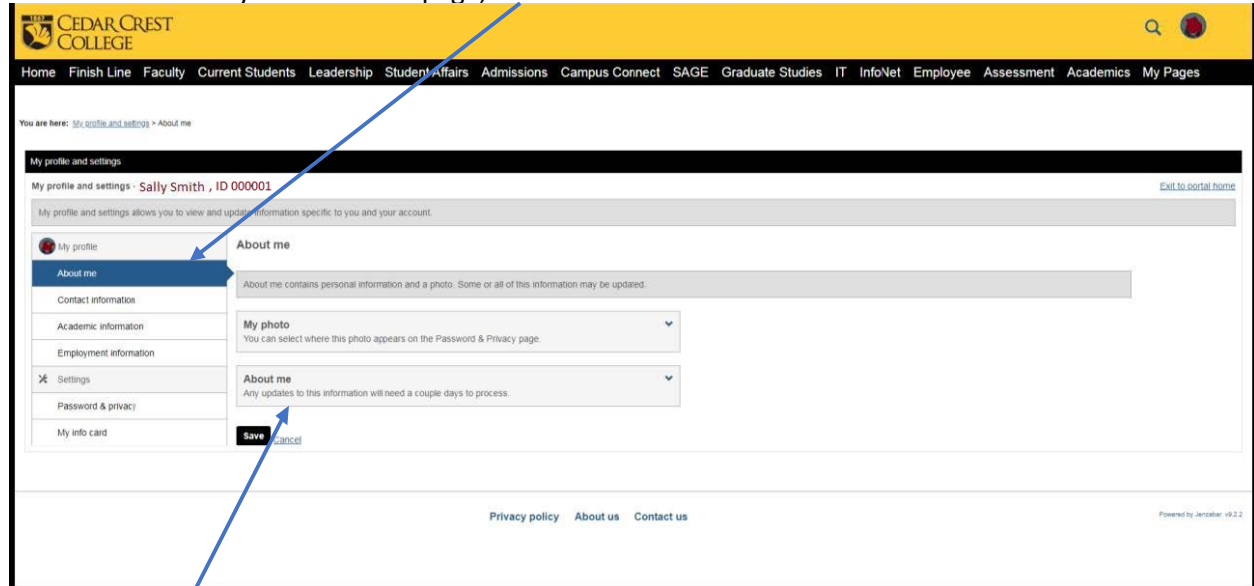 1867
CEDAR CREST
COLLEGE
Home Finish Line Faculty Current Students Leadership Student Affairs Admissions Campus Connect SAGE Graduate Studies IT InfoNet Employee Assessment Academics My Pages
You are here: My profile and settings > About me
My profile and settings
My profile and settings - Sally Smith , ID 000001
Exit to portal home
My profile and settings allows you to view and update information specific to you and your account.
My profile
About me
Contact information
Academic information
Employment information
Settings
Password & privacy
My info card
About me
About me contains personal information and a photo. Some or all of this information may be updated.
My photo
You can select where this photo appears on the Password & Privacy page.
About me
Any updates to this information will need a couple days to process.
Save Cancel
Privacy policy About us Contact us
Powered by Jenzabar. v9.2.2